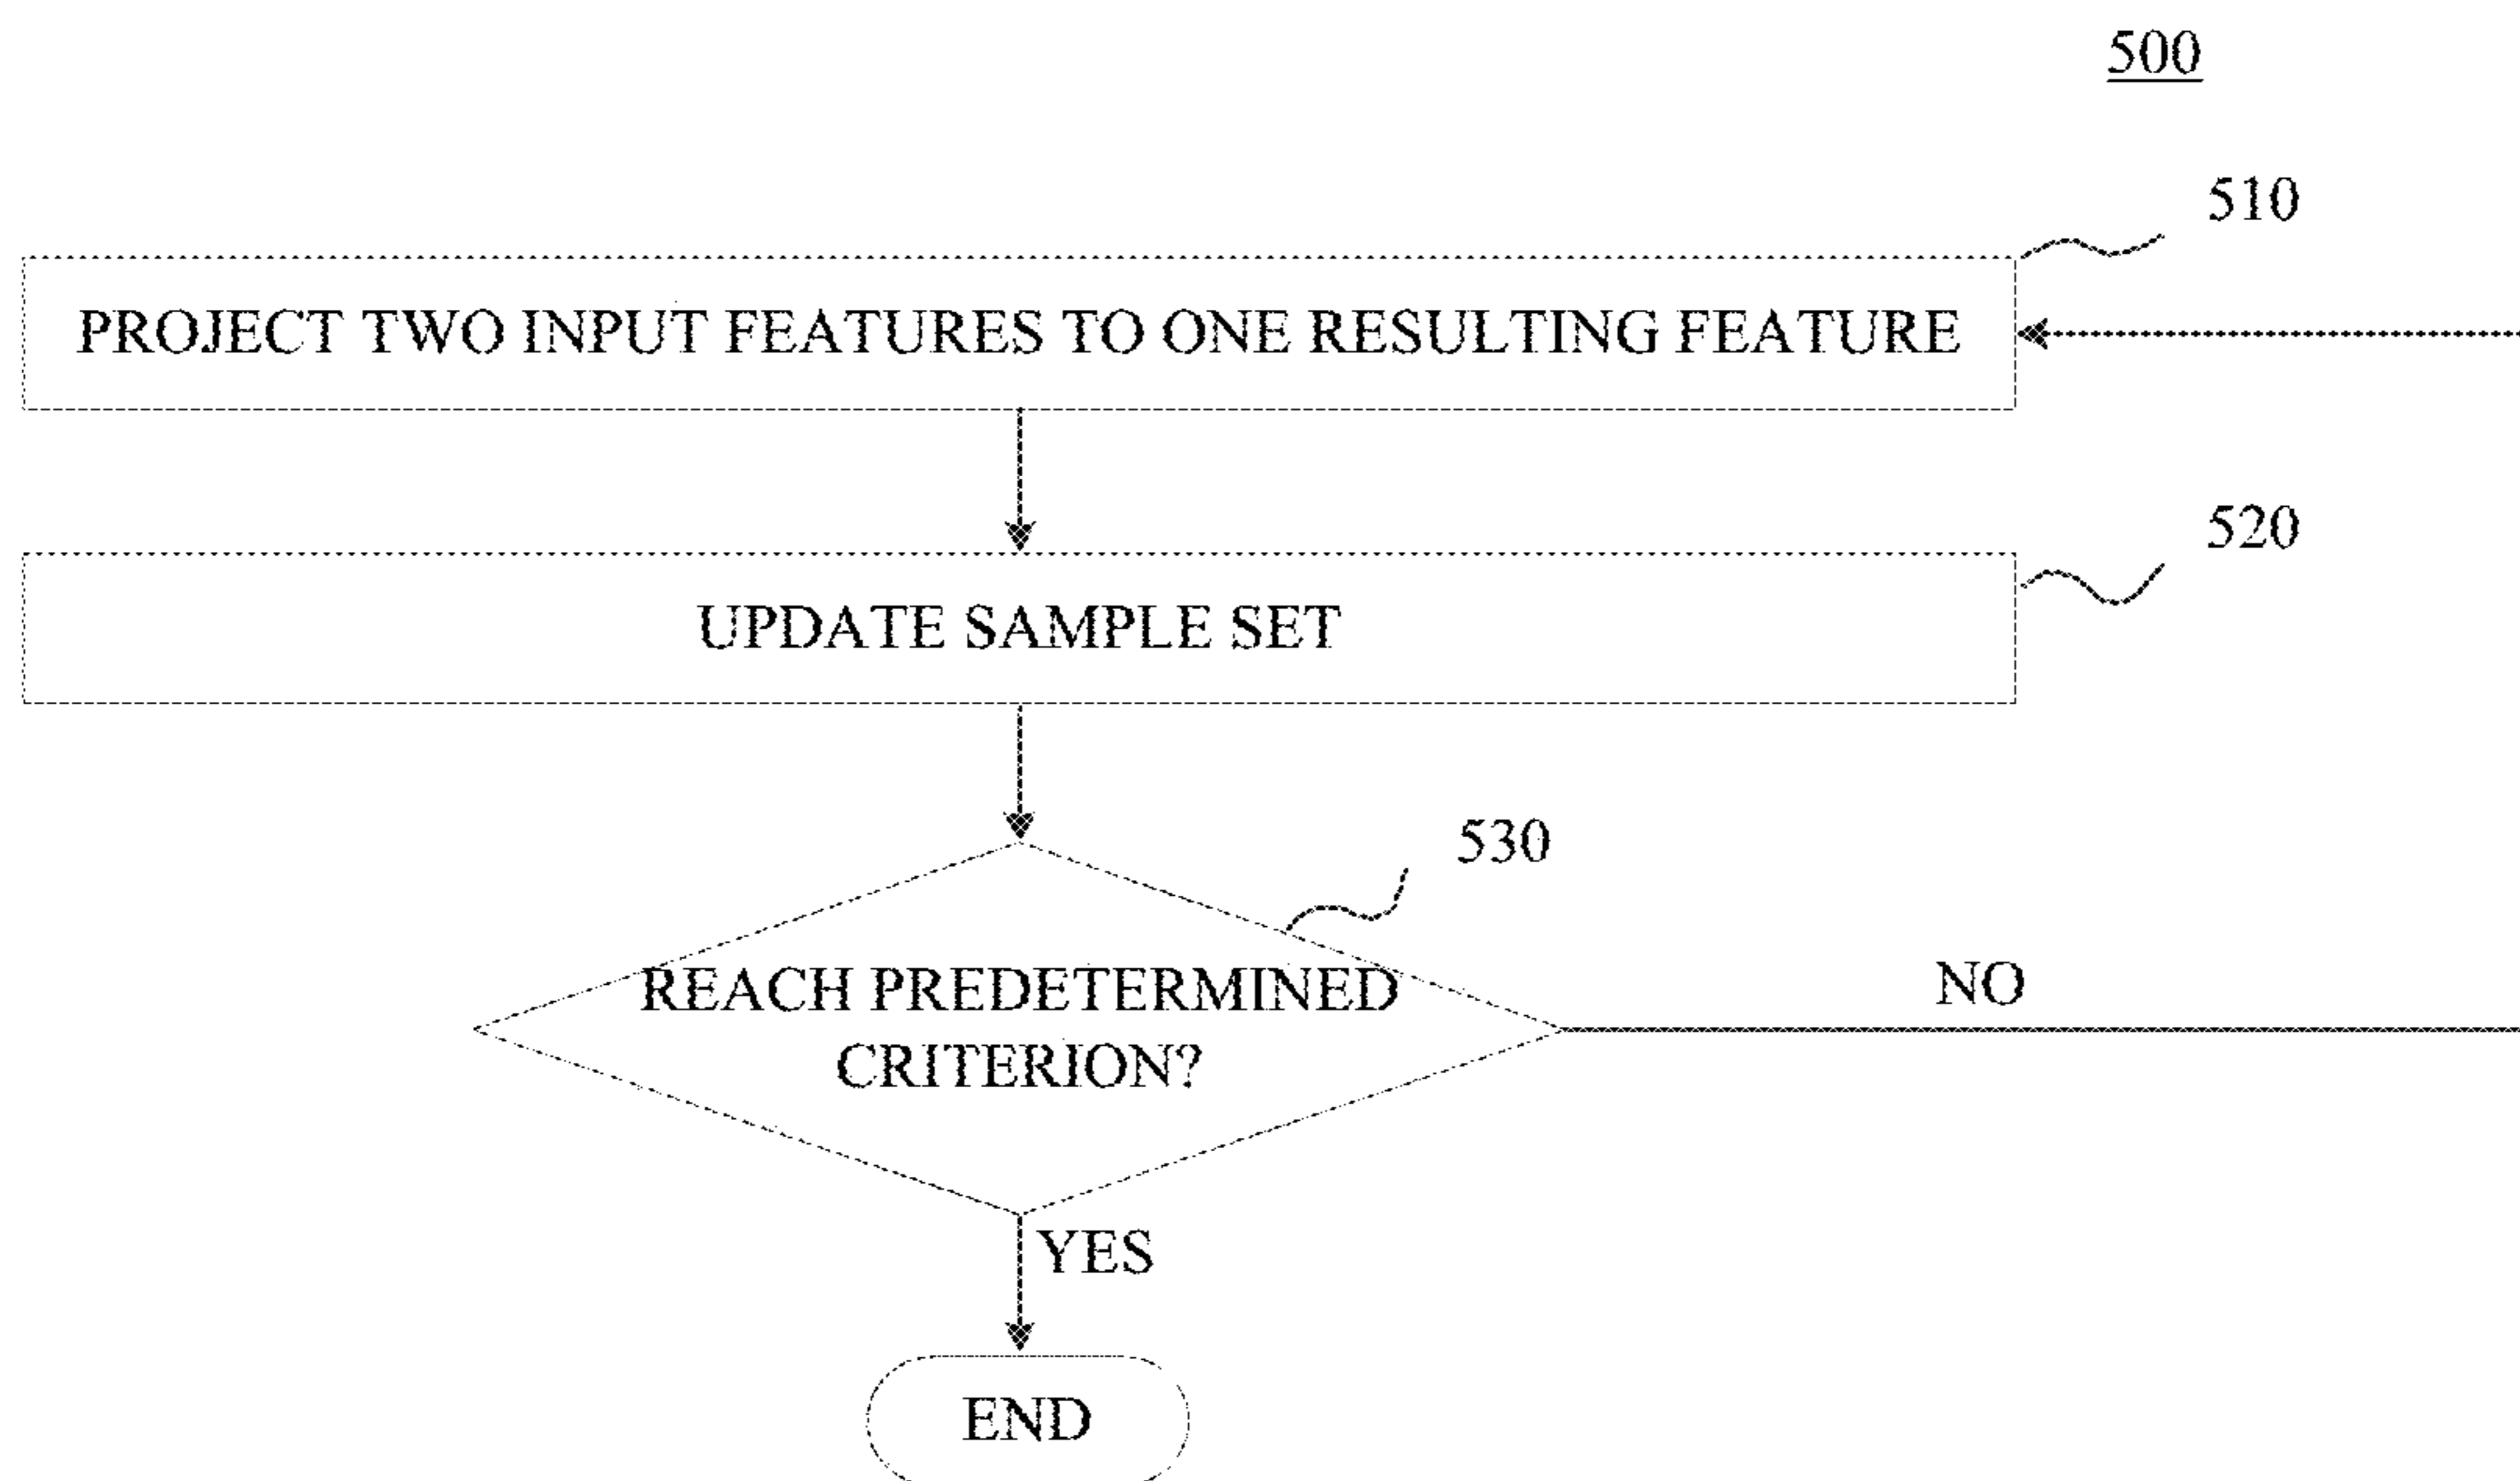 500
510
PROJECT TWO INPUT FEATURES TO ONE RESULTING FEATURE
520
UPDATE SAMPLE SET
530
REACH PREDETERMINED
CRITERION?
NO
YES
END